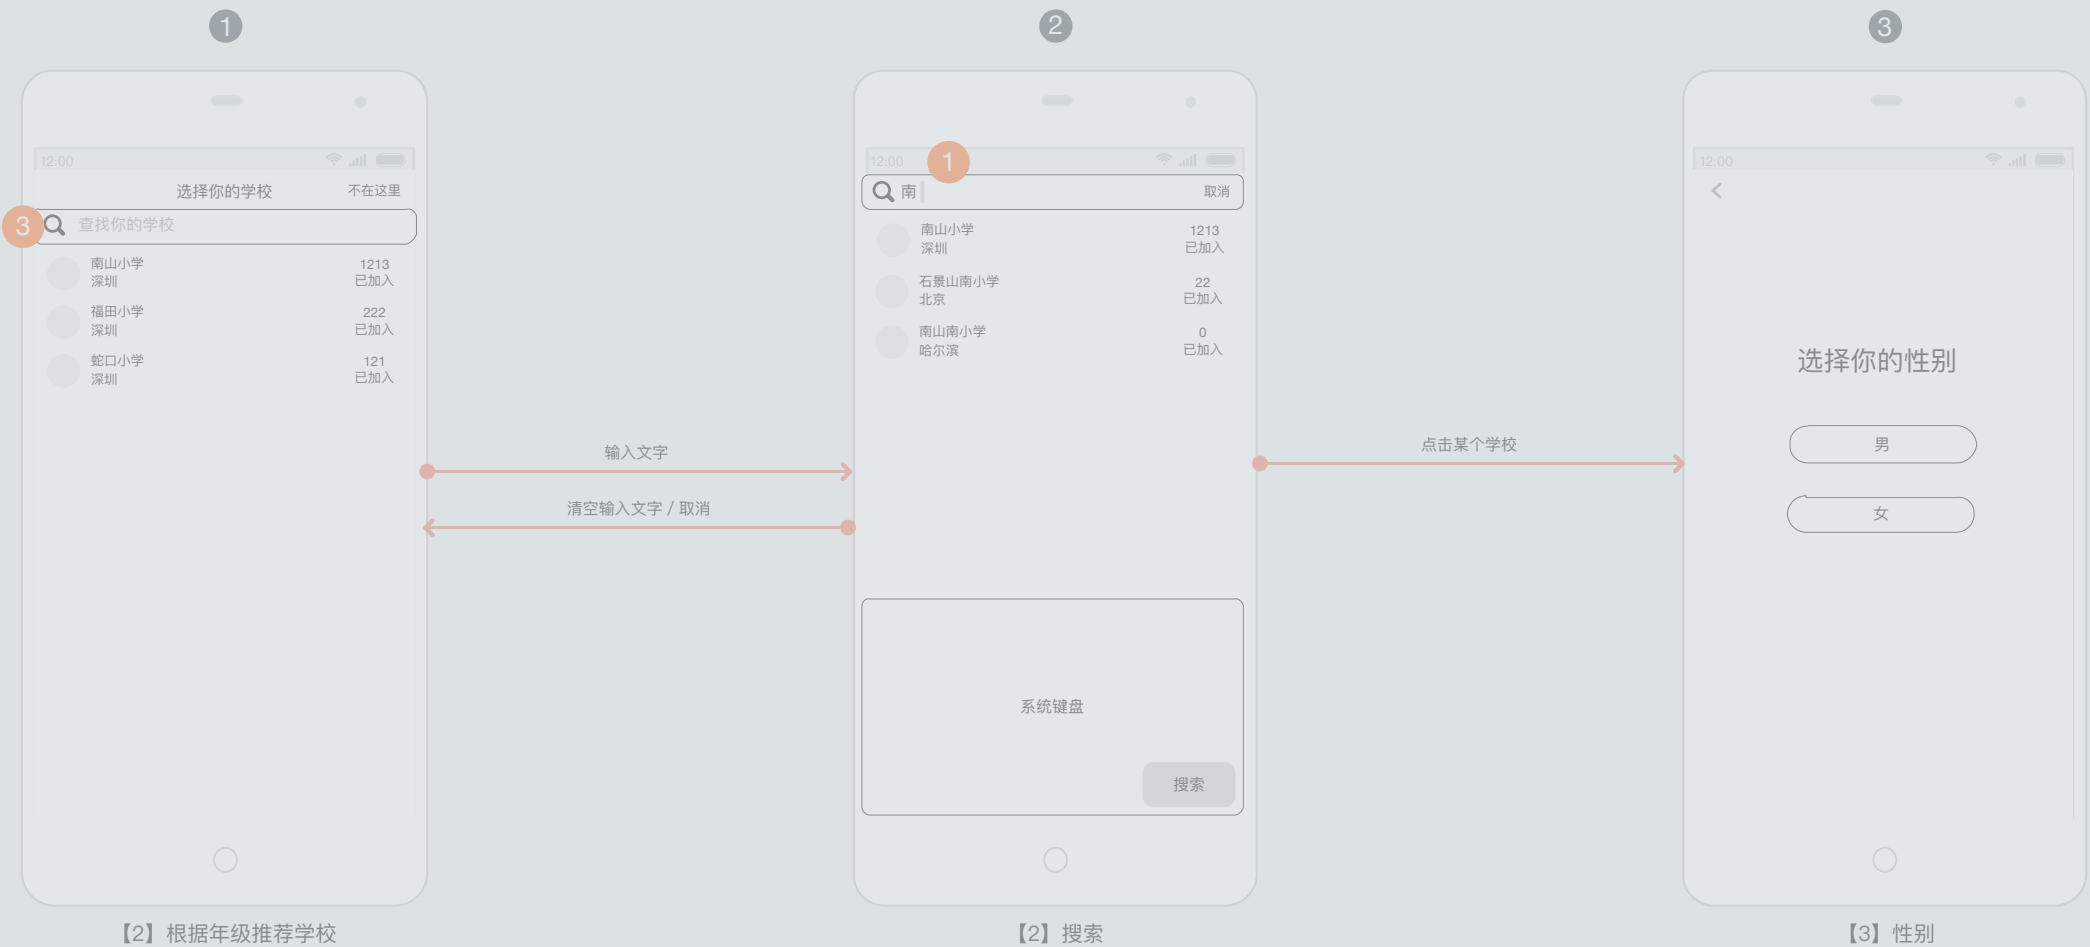 1
12:00
选择你的学校 不在这里
3 查找你的学校
南山小学 1213
深圳 已加入
福田小学 222
深圳 已加入
蛇口小学 121
深圳 已加入
【2】根据年级推荐学校
输入文字
清空输入文字 / 取消
2
12:00 1
南 取消
南山小学 1213
深圳 已加入
石景山南小学 22
北京 已加入
南山南小学 0
哈尔滨 已加入
系统键盘
搜索
【2】搜索
点击某个学校
3
12:00
选择你的性别
男
女
【3】性别